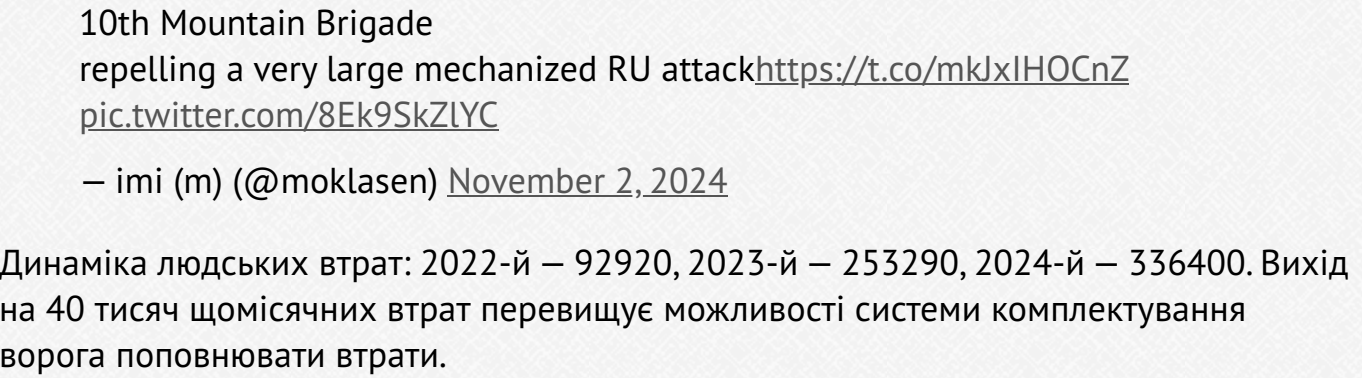 10th Mountain Brigade
repelling a very large mechanized RU attackhttps://t.co/mkJxIHOCnZ
pic.twitter.com/8Ek9SkZlYC
— imi (m) (@moklasen) November 2, 2024
Динаміка людських втрат: 2022-й — 92920, 2023-й — 253290, 2024-й — 336400. Вихід
на 40 тисяч щомісячних втрат перевищує можливості системи комплектування
ворога поповнювати втрати.